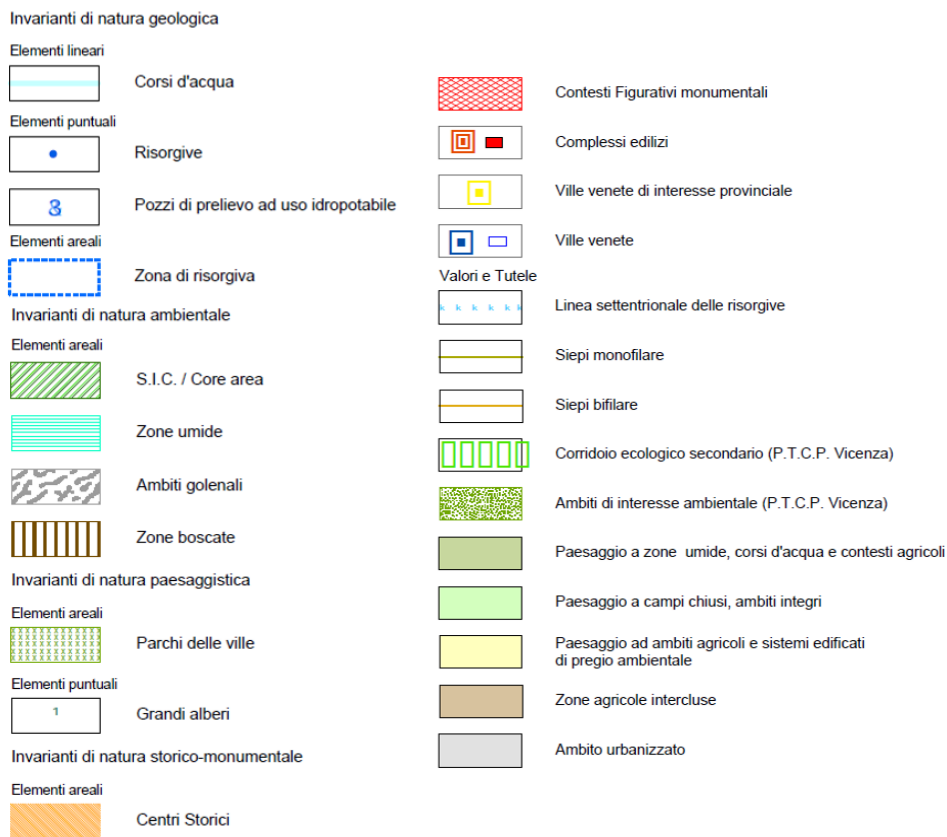 Invarianti di natura geologica
Elementi lineari
Corsi d'acqua
Elementi puntuali
Risorgive
3
Pozzi di prelievo ad uso idropotabile
Elementi areali
Zona di risorgiva
Invarianti di natura ambientale
Elementi areali
S.I.C. / Core area
Zone umide
Ambiti golenali
Zone boscate
Invarianti di natura paesaggistica
Elementi areali
Parchi delle ville
Elementi puntuali
1
Grandi alberi
Invarianti di natura storico-monumentale
Elementi areali
Centri Storici
Contesti Figurativi monumentali
Complessi edilizi
Ville venete di interesse provinciale
Ville venete
Valori e Tutele
k k k k k k
Linea settentrionale delle risorgive
Siepi monofilare
Siepi bifilare
Corridoio ecologico secondario (P.T.C.P. Vicenza)
Ambiti di interesse ambientale (P.T.C.P. Vicenza)
Paesaggio a zone umide, corsi d'acqua e contesti agricoli
Paesaggio a campi chiusi, ambiti integri
Paesaggio ad ambiti agricoli e sistemi edificati
di pregio ambientale
Zone agricole intercluse
Ambito urbanizzato